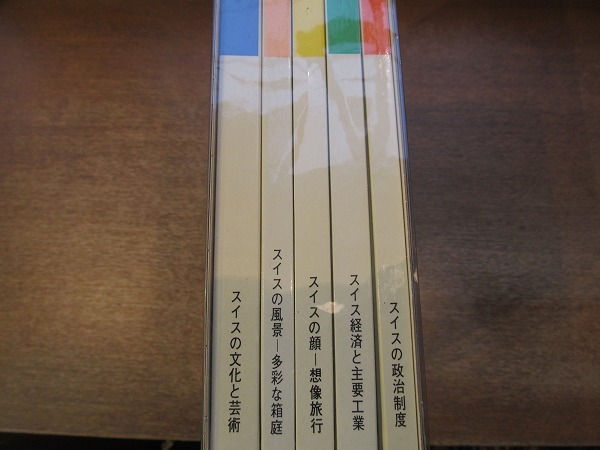 スイスの文化と芸術
スイスの風景―多彩な箱庭
スイスの顔―想像旅行
スイス経済と主要工業
スイスの政治制度